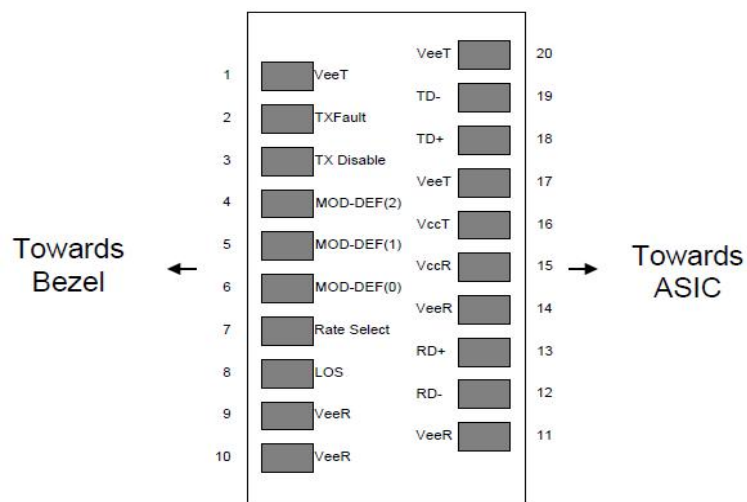 Towards
Bezel
1 VeeT
2 TXFault
3 TX Disable
4 MOD-DEF(2)
5 MOD-DEF(1)
6 MOD-DEF(0)
7 Rate Select
8 LOS
9 VeeR
10 VeeR
VeeT 20
TD- 19
TD+ 18
VeeT 17
VccT 16
VccR 15
VeeR 14
RD+ 13
RD- 12
VeeR 11
Towards
ASIC